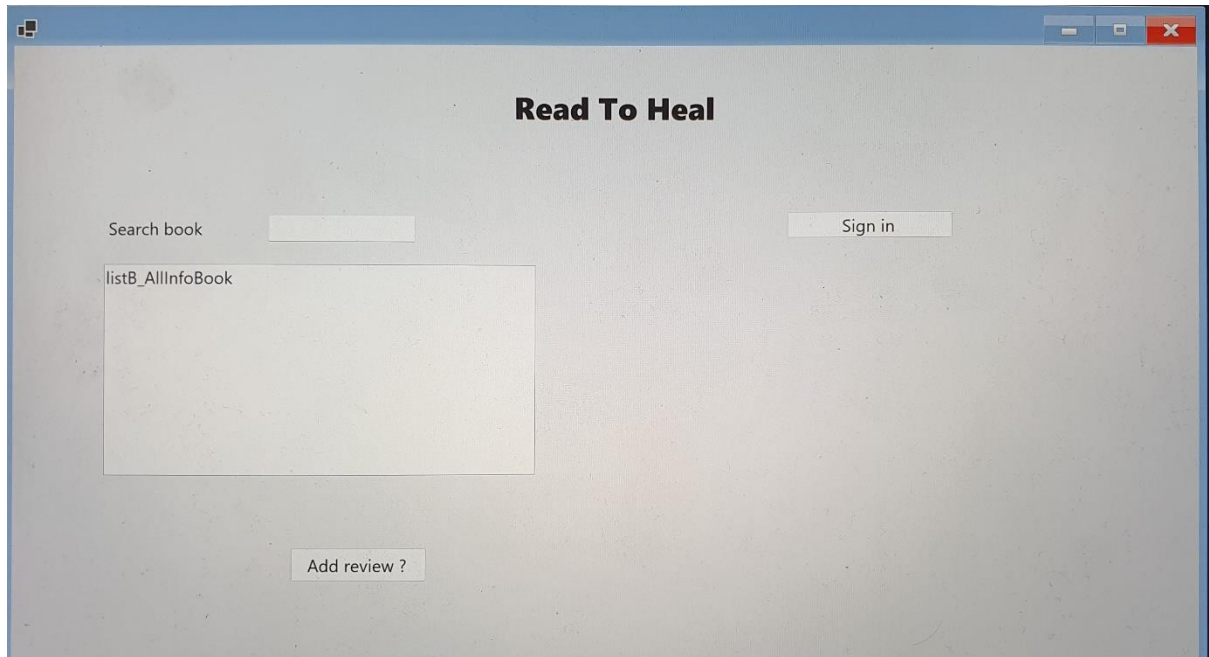 Read To Heal
Search book
Sign in
listB_AllInfoBook
Add review ?